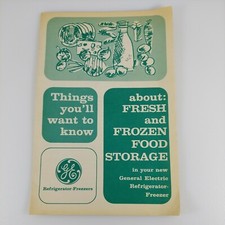 Things
you'll
want to
know
about:
FRESH
and
FROZEN
FOOD
STORAGE
in your new
General Electric
Refrigerator-
Freezer
GE
Refrigerator-Freezers